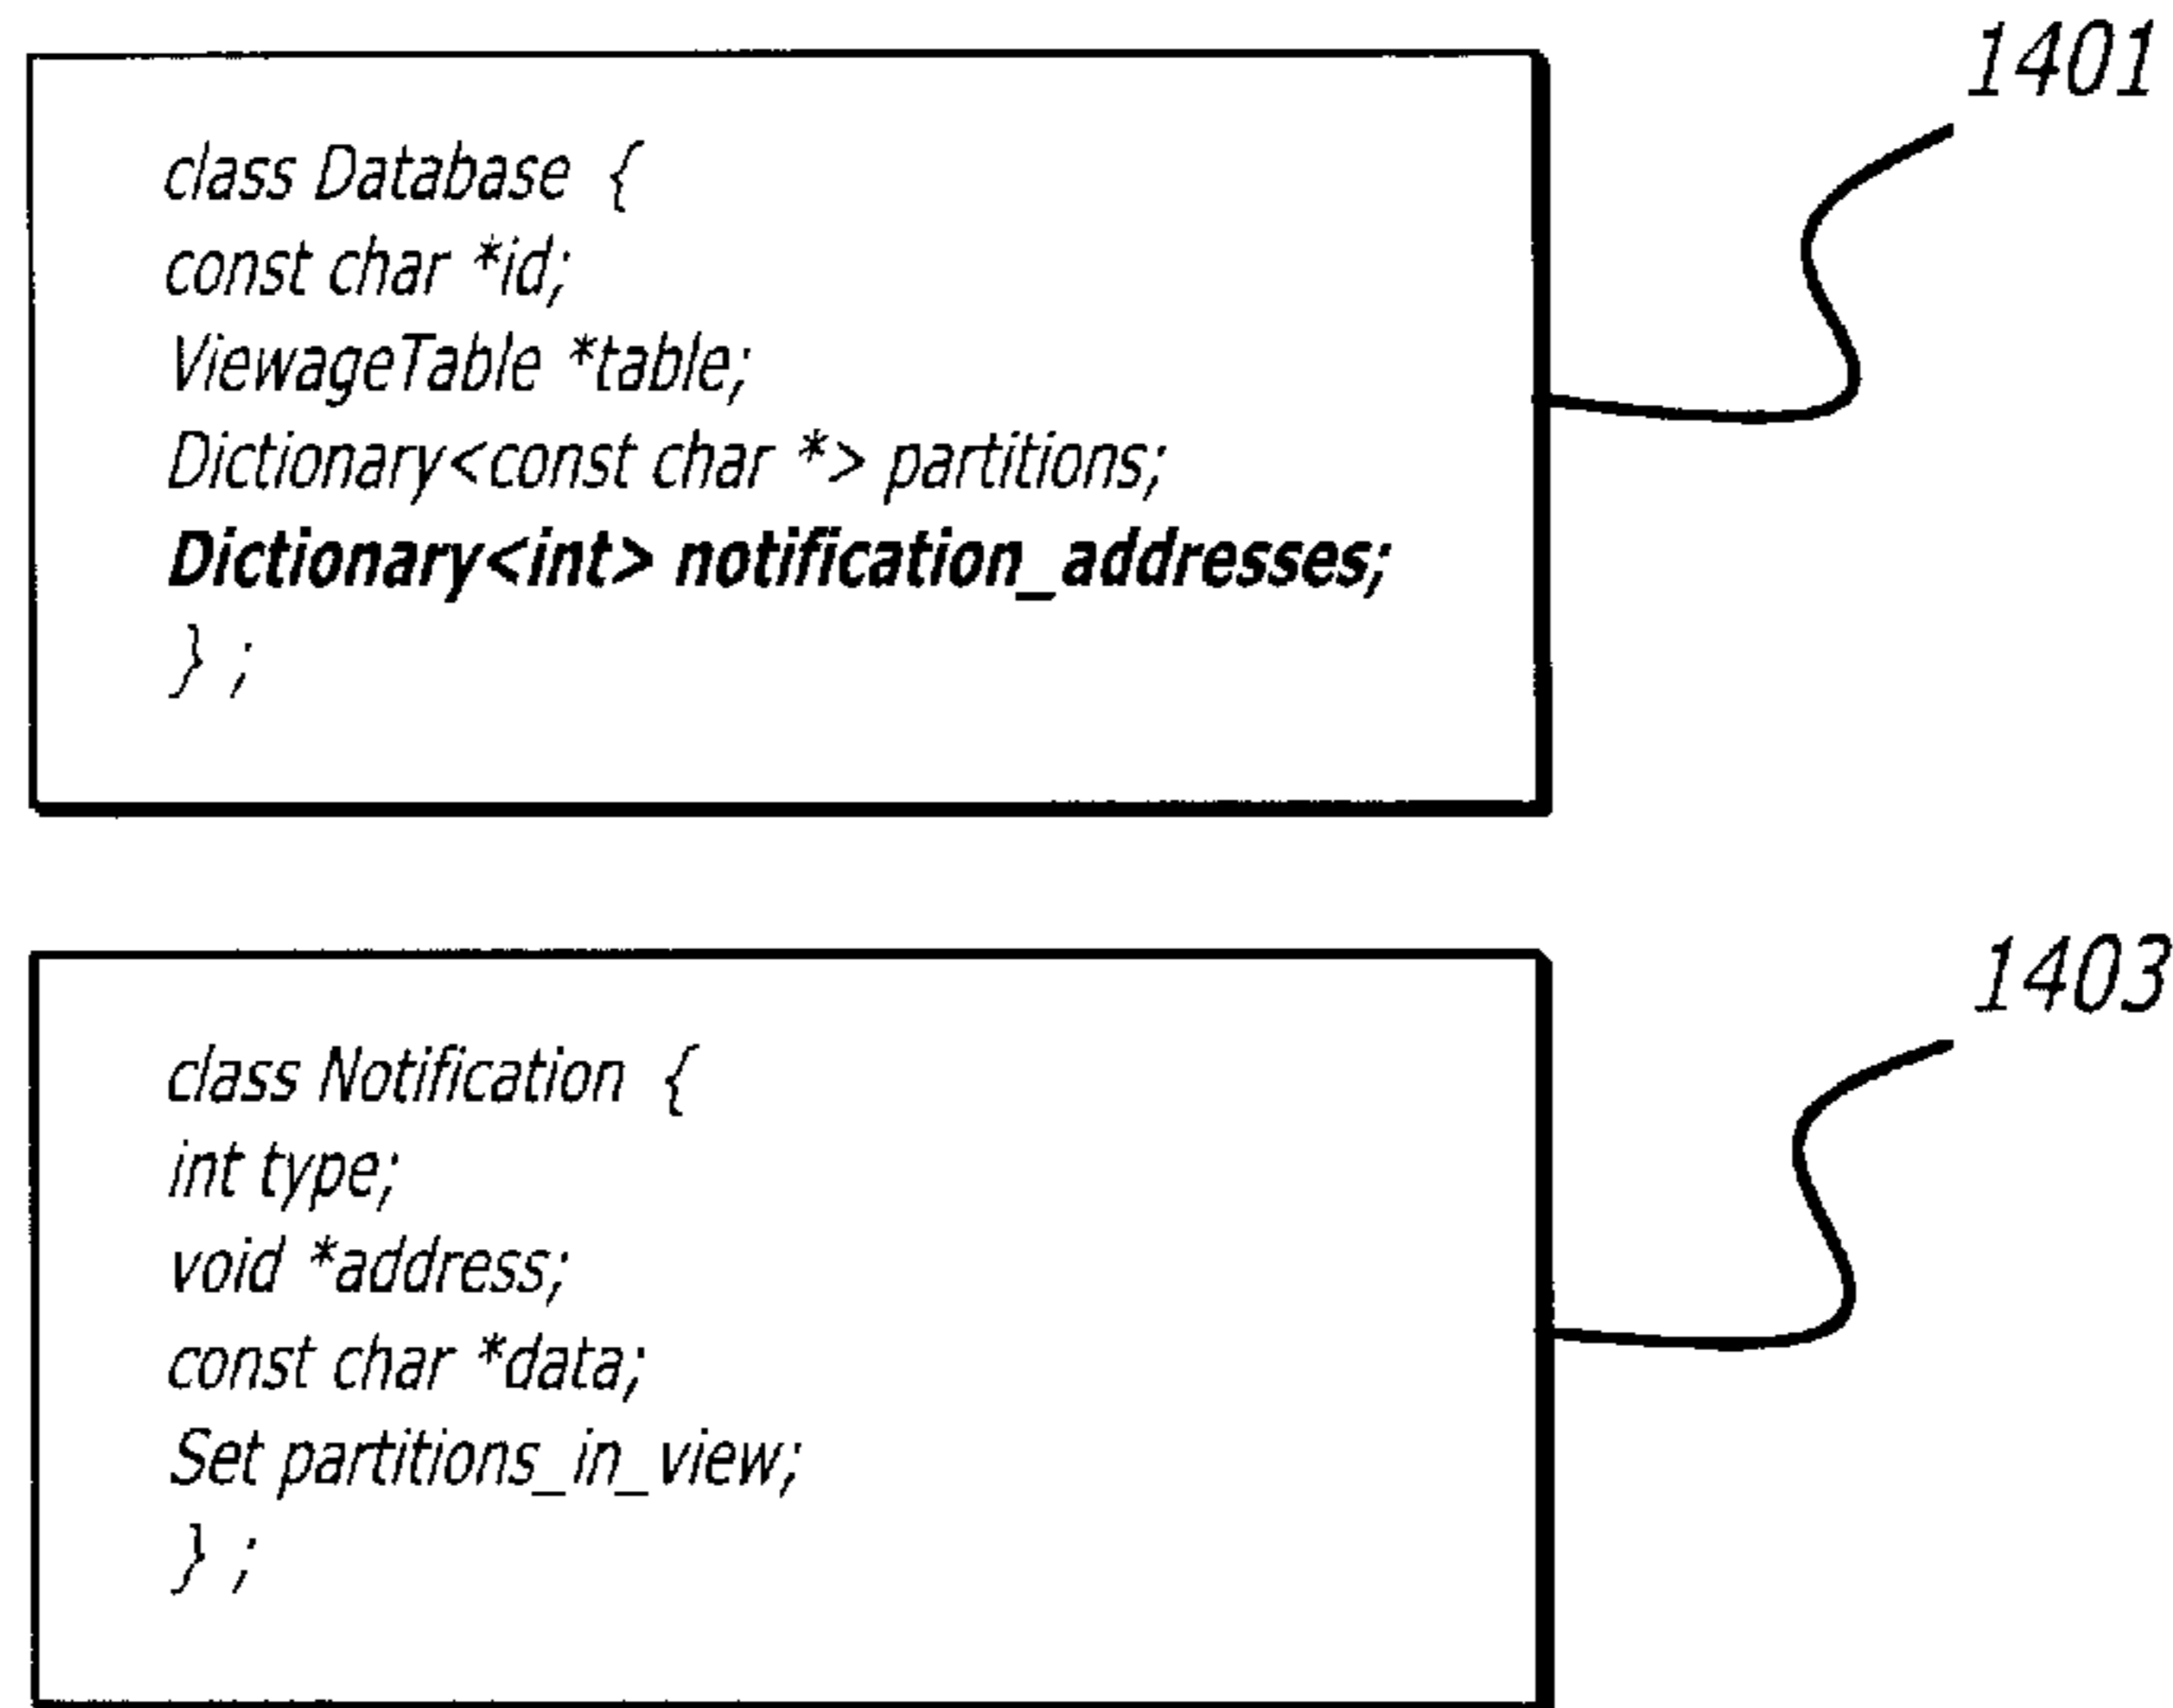 1401
class Database {
const char *id;
ViewageTable *table;
Dictionary<const char *> partitions;
Dictionary<int> notification_addresses;
} ;
1403
class Notification {
int type;
void *address;
const char *data;
Set partitions_in_view;
} ;